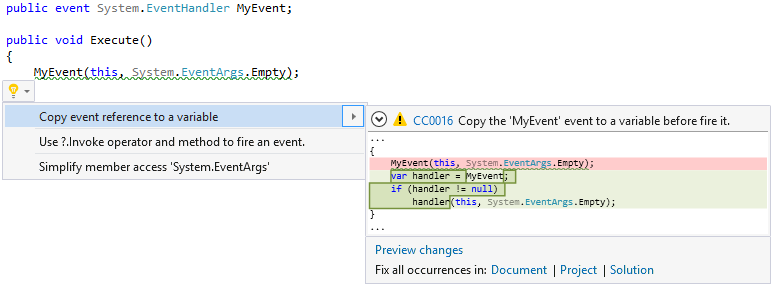 public event System.EventHandler MyEvent;
public void Execute()
{
MyEvent(this, System.EventArgs.Empty);
Copy event reference to a variable
Use ?.Invoke operator and method to fire an event.
Simplify member access 'System.EventArgs'
CC0016 Copy the 'MyEvent' event to a variable before fire it.
...
{
MyEvent(this, System.EventArgs.Empty);
var handler = MyEvent;
if (handler != null)
handler(this, System.EventArgs.Empty);
}
...
Preview changes
Fix all occurrences in: Document | Project | Solution